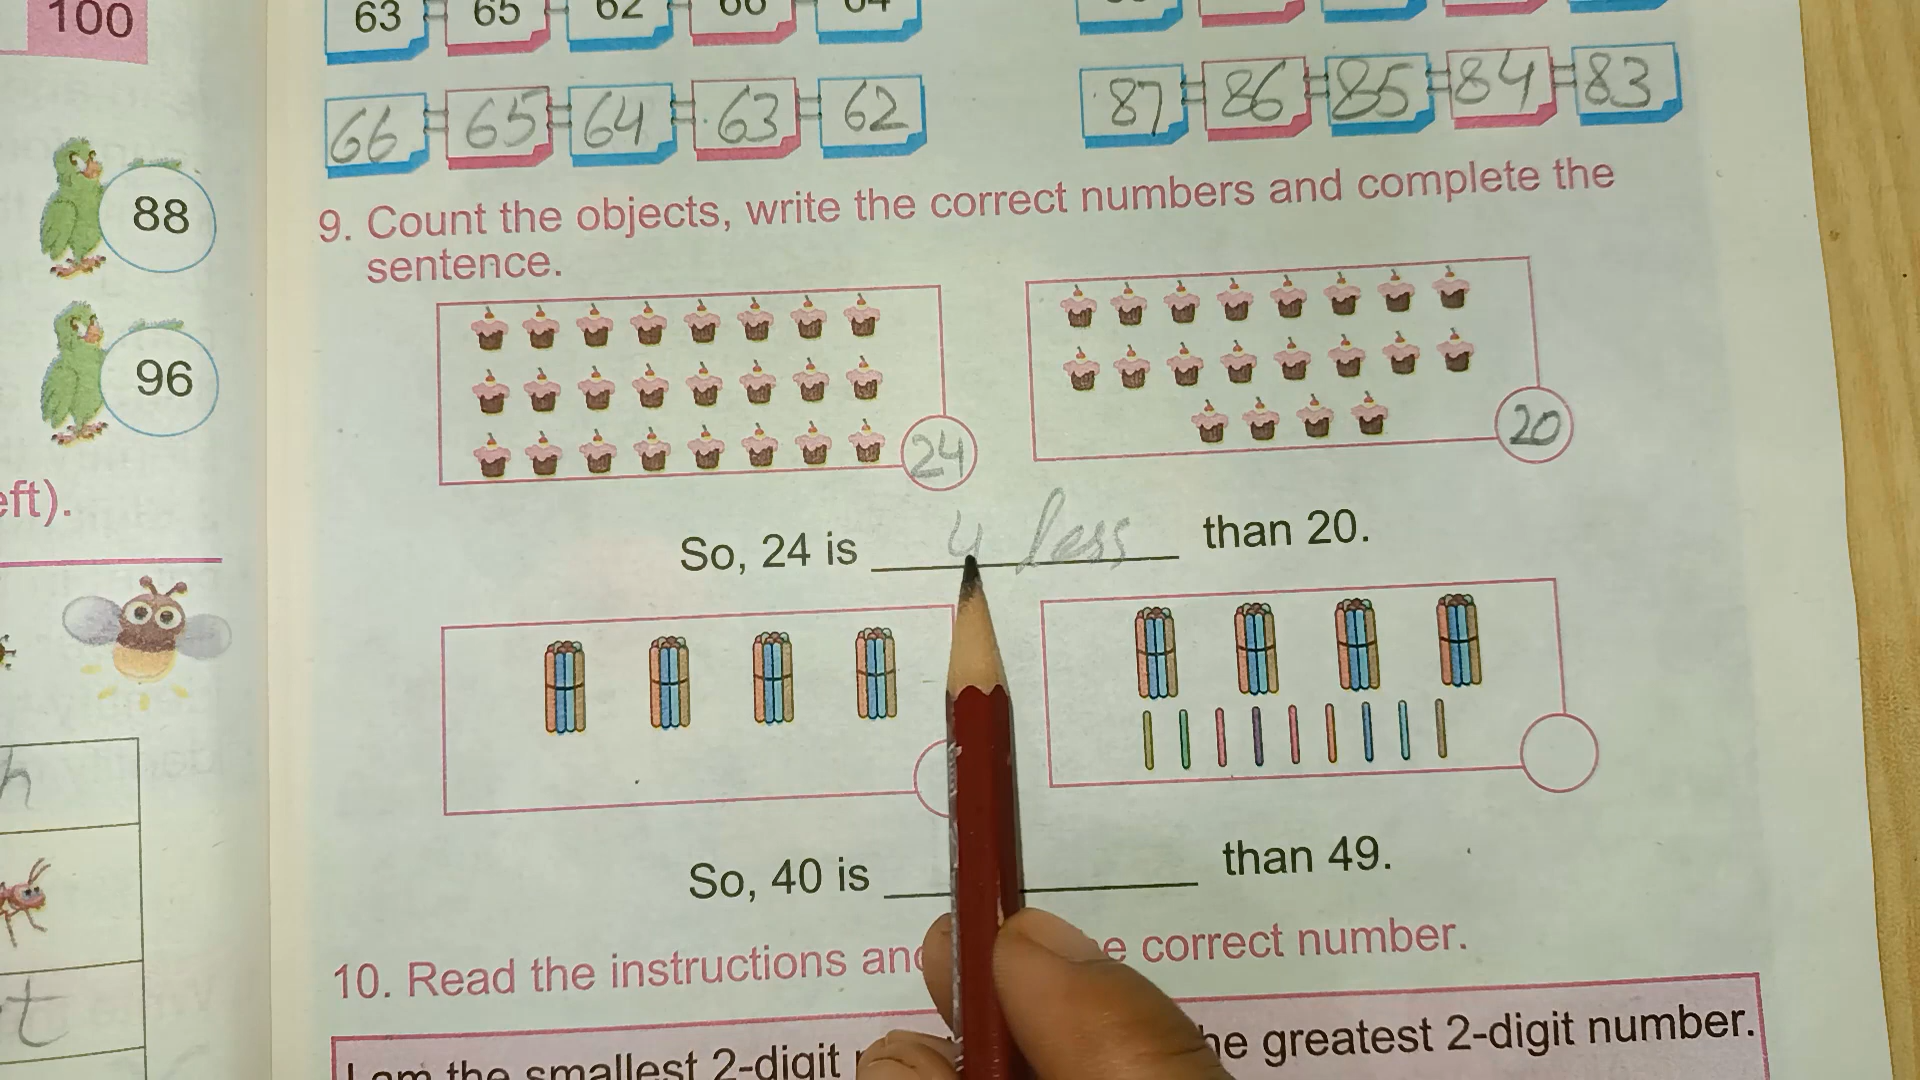 100
63 65 62
66 65 64 63 62
87 86 85 84 83
88
96
eft).
h
t
9. Count the objects, write the correct numbers and complete the
sentence.
24
20
So, 24 is 4 less than 20.
So, 40 is than 49.
10. Read the instructions and e correct number.
I am the smallest 2-digit
he greatest 2-digit number.